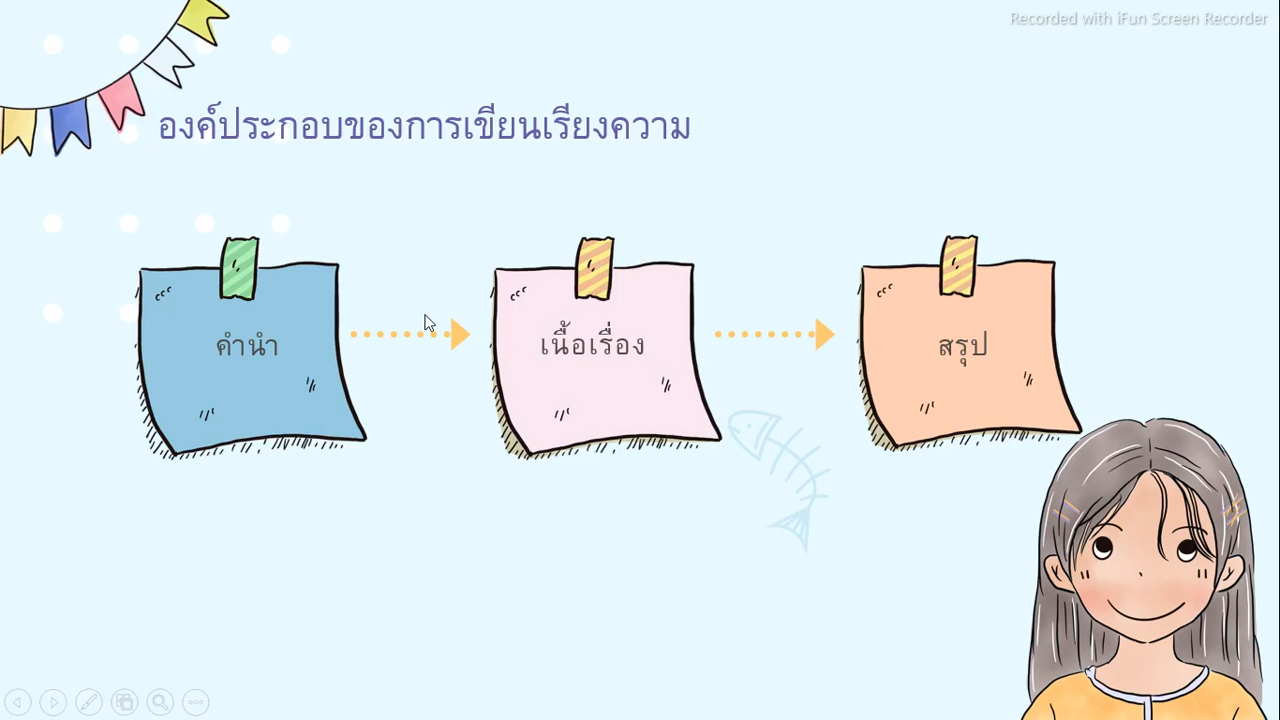 Recorded with iFun Screen Recorder
องค์ประกอบของการเขียนเรียงความ
คำนำ
เนื้อเรื่อง
สรุป